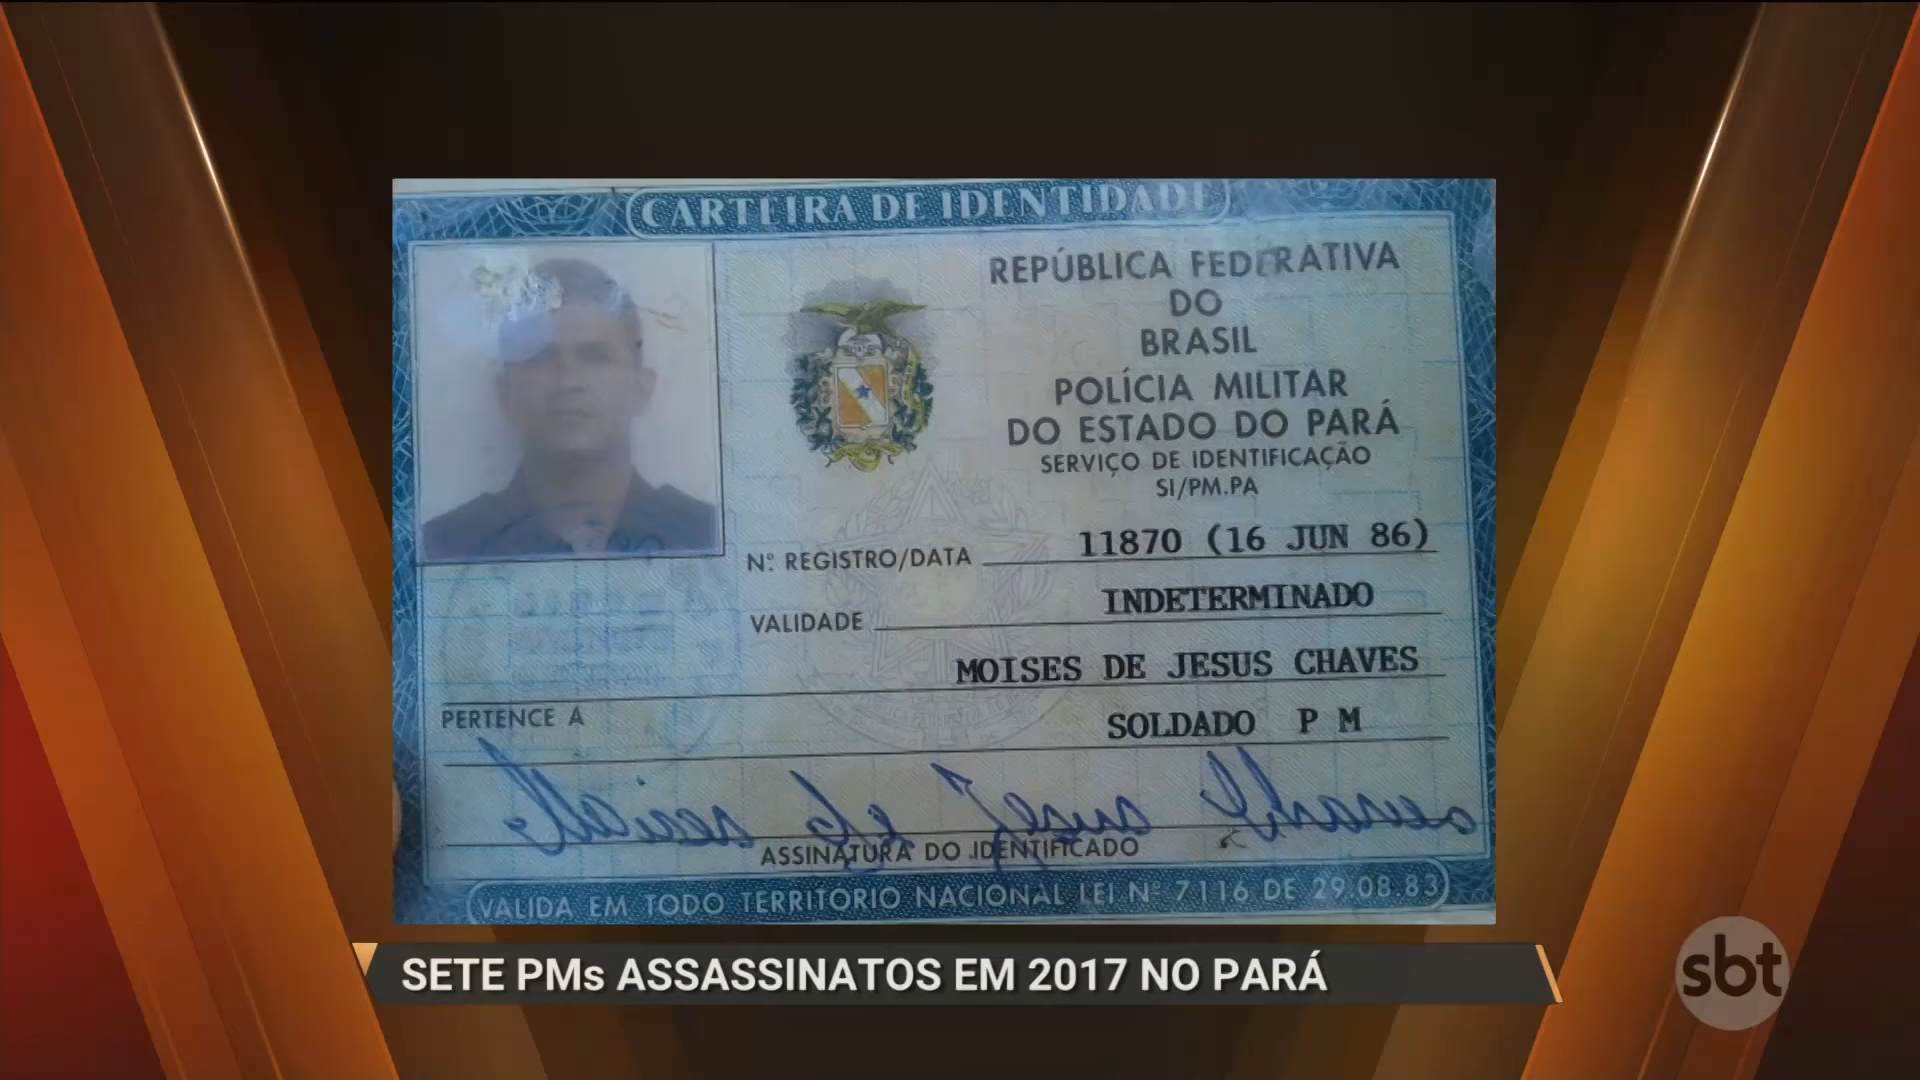 CARTEIRA DE IDENTIDADE
REPÚBLICA FEDERATIVA
DO
BRASIL
POLÍCIA MILITAR
DO ESTADO DO PARÁ
SERVIÇO DE IDENTIFICAÇÃO
SI/PM.PA
Nº REGISTRO/DATA 11870 (16 JUN 86)
VALIDADE INDETERMINADO
MOISES DE JESUS CHAVES
PERTENCE A
SOLDADO P M
ASSINATURA DO IDENTIFICADO
VALIDA EM TODO TERRITÓRIO NACIONAL LEI Nº 7116 DE 29.08.83
SETE PMs ASSASSINATOS EM 2017 NO PARÁ
sbt